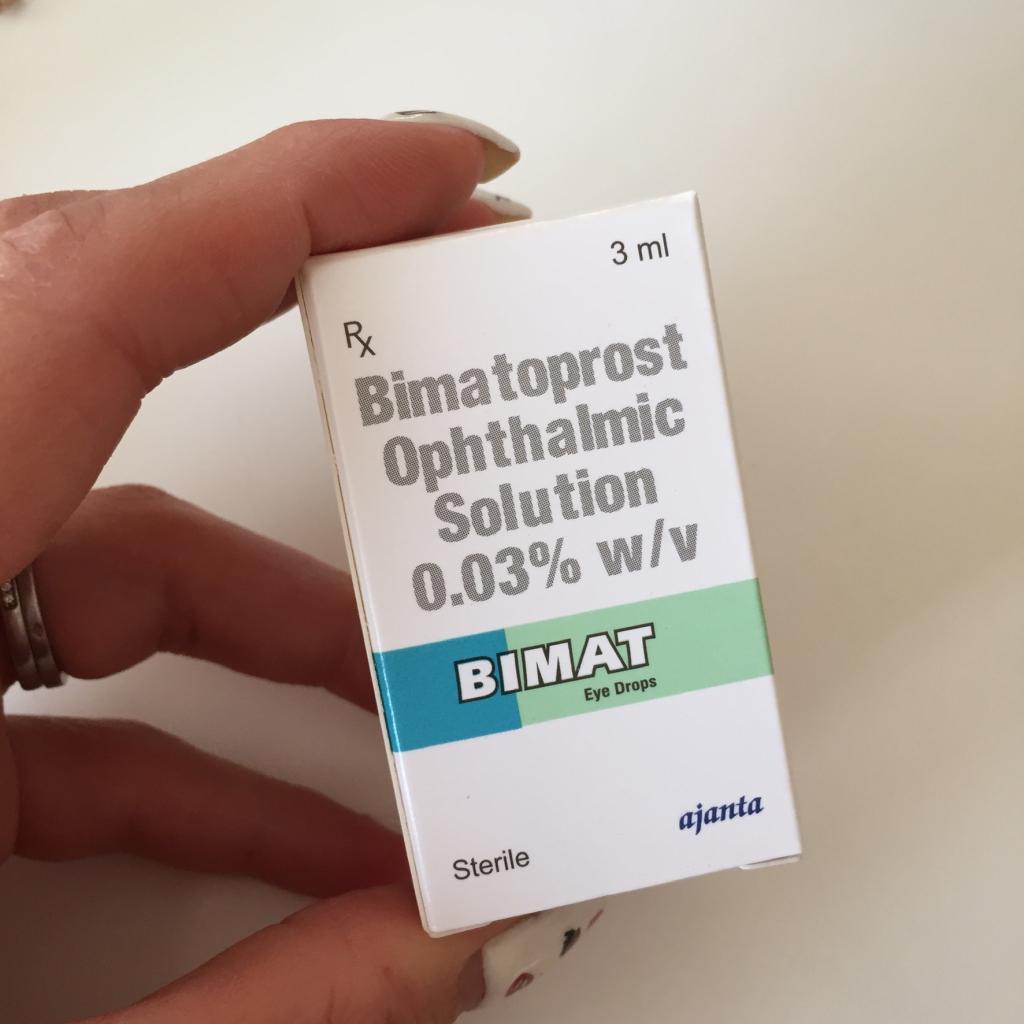 3 ml
Rx
Bimatoprost
Ophthalmic
Solution
0.03% w/v
BIMAT
Eye Drops
ajanta
Sterile